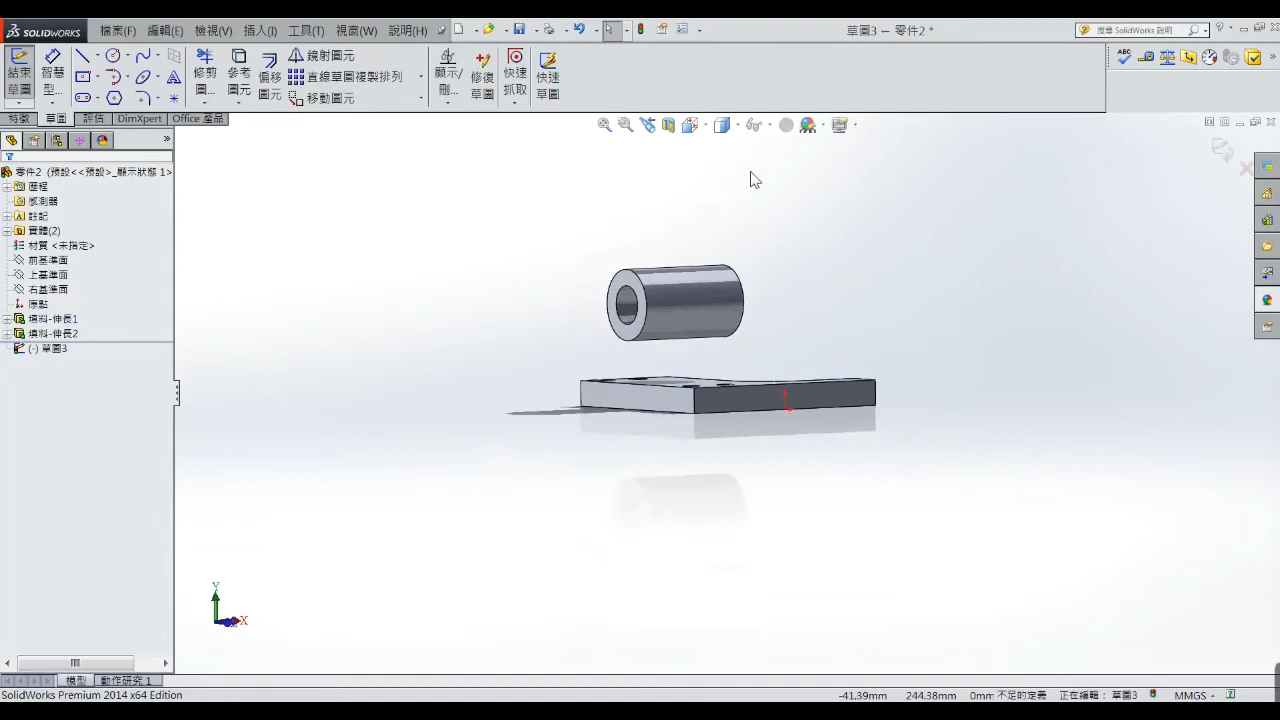 SOLIDWORKS 檔案(F) 編輯(E) 檢視(V) 插入(I) 工具(T) 視窗(W) 說明(H) 草圖3 ─ 零件2 * 搜尋 SolidWorks 說明
結束草圖 智慧型... 修剪圖... 參考圖元 偏移圖元 鏡射圖元 直線草圖複製排列 移動圖元 顯示/刪... 修復草圖 快速抓取 快速草圖
特徵 草圖 評估 DimXpert Office 產品
零件2 (預設<<預設>_顯示狀態 1>
歷程
感測器
註記
實體(2)
材質 <未指定>
前基準面
上基準面
右基準面
原點
填料-伸長1
填料-伸長2
(-) 草圖3
Y
X
模型 動作研究 1
SolidWorks Premium 2014 x64 Edition -41.39mm 244.38mm 0mm 不足的定義 正在編輯： 草圖3 MMGS